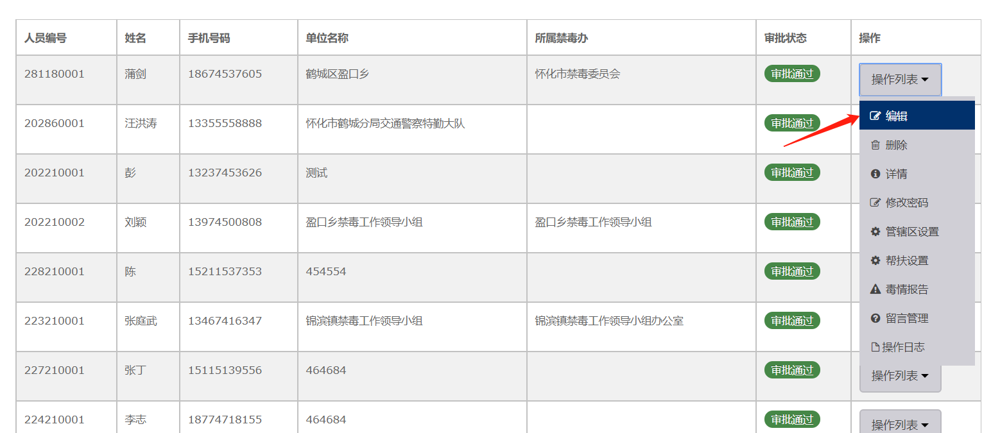 人员编号 姓名 手机号码 单位名称 所属禁毒办 审批状态 操作
281180001 蒲剑 18674537605 鹤城区盈口乡 怀化市禁毒委员会 审批通过 操作列表
202860001 汪洪涛 13355558888 怀化市鹤城分局交通警察特勤大队 审批通过 编辑
删除
202210001 彭 13237453626 测试 审批通过 详情
修改密码
202210002 刘颖 13974500808 盈口乡禁毒工作领导小组 盈口乡禁毒工作领导小组 审批通过 管辖区设置
帮扶设置
228210001 陈 15211537353 454554 审批通过 毒情报告
223210001 张庭武 13467416347 锦滨镇禁毒工作领导小组 锦滨镇禁毒工作领导小组办公室 审批通过 留言管理
操作日志
227210001 张丁 15115139556 464684 审批通过 操作列表
224210001 李志 18774718155 464684 审批通过 操作列表